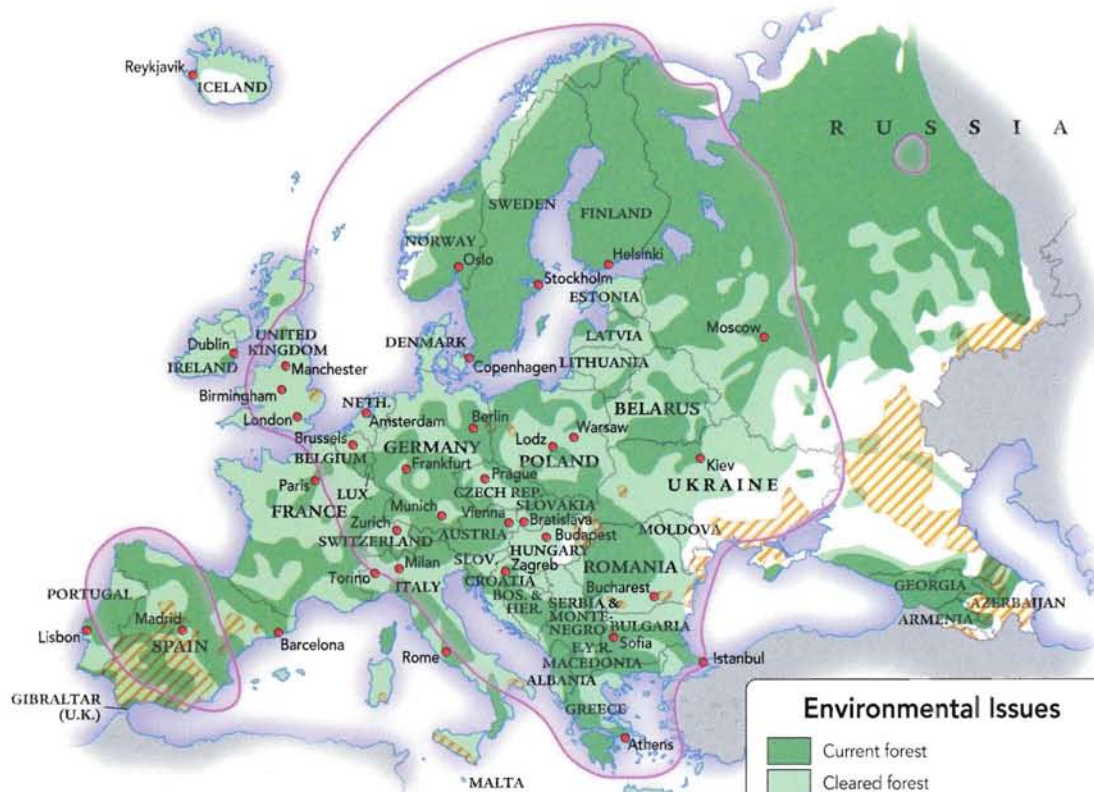 Reykjavik
ICELAND
RUSSIA
SWEDEN
FINLAND
NORWAY
Oslo
Helsinki
Stockholm
ESTONIA
Moscow
LATVIA
DENMARK
LITHUANIA
Copenhagen
Dublin
UNITED
KINGDOM
IRELAND
Manchester
Birmingham
London
NETH.
Amsterdam
Berlin
BELARUS
Brussels
BELGIUM
GERMANY
Lodz
Warsaw
POLAND
Kiev
UKRAINE
Frankfurt
Prague
Paris
LUX.
CZECH REP.
FRANCE
Munich
Vienna
SLOVAKIA
Bratislava
MOLDOVA
Zurich
SWITZERLAND
AUSTRIA
Budapest
HUNGARY
SLOV.
Zagreb
ROMANIA
Milan
Torino
ITALY
CROATIA
BOS. &
HER.
Bucharest
GEORGIA
AZERBAIJAN
ARMENIA
PORTUGAL
SERBIA &
MONTE-
NEGRO
BULGARIA
Lisbon
Madrid
SPAIN
Barcelona
Rome
Sofia
F.Y.R.
MACEDONIA
Istanbul
ALBANIA
GIBRALTAR
(U.K.)
GREECE
Athens
MALTA
Environmental Issues
Current forest
Cleared forest